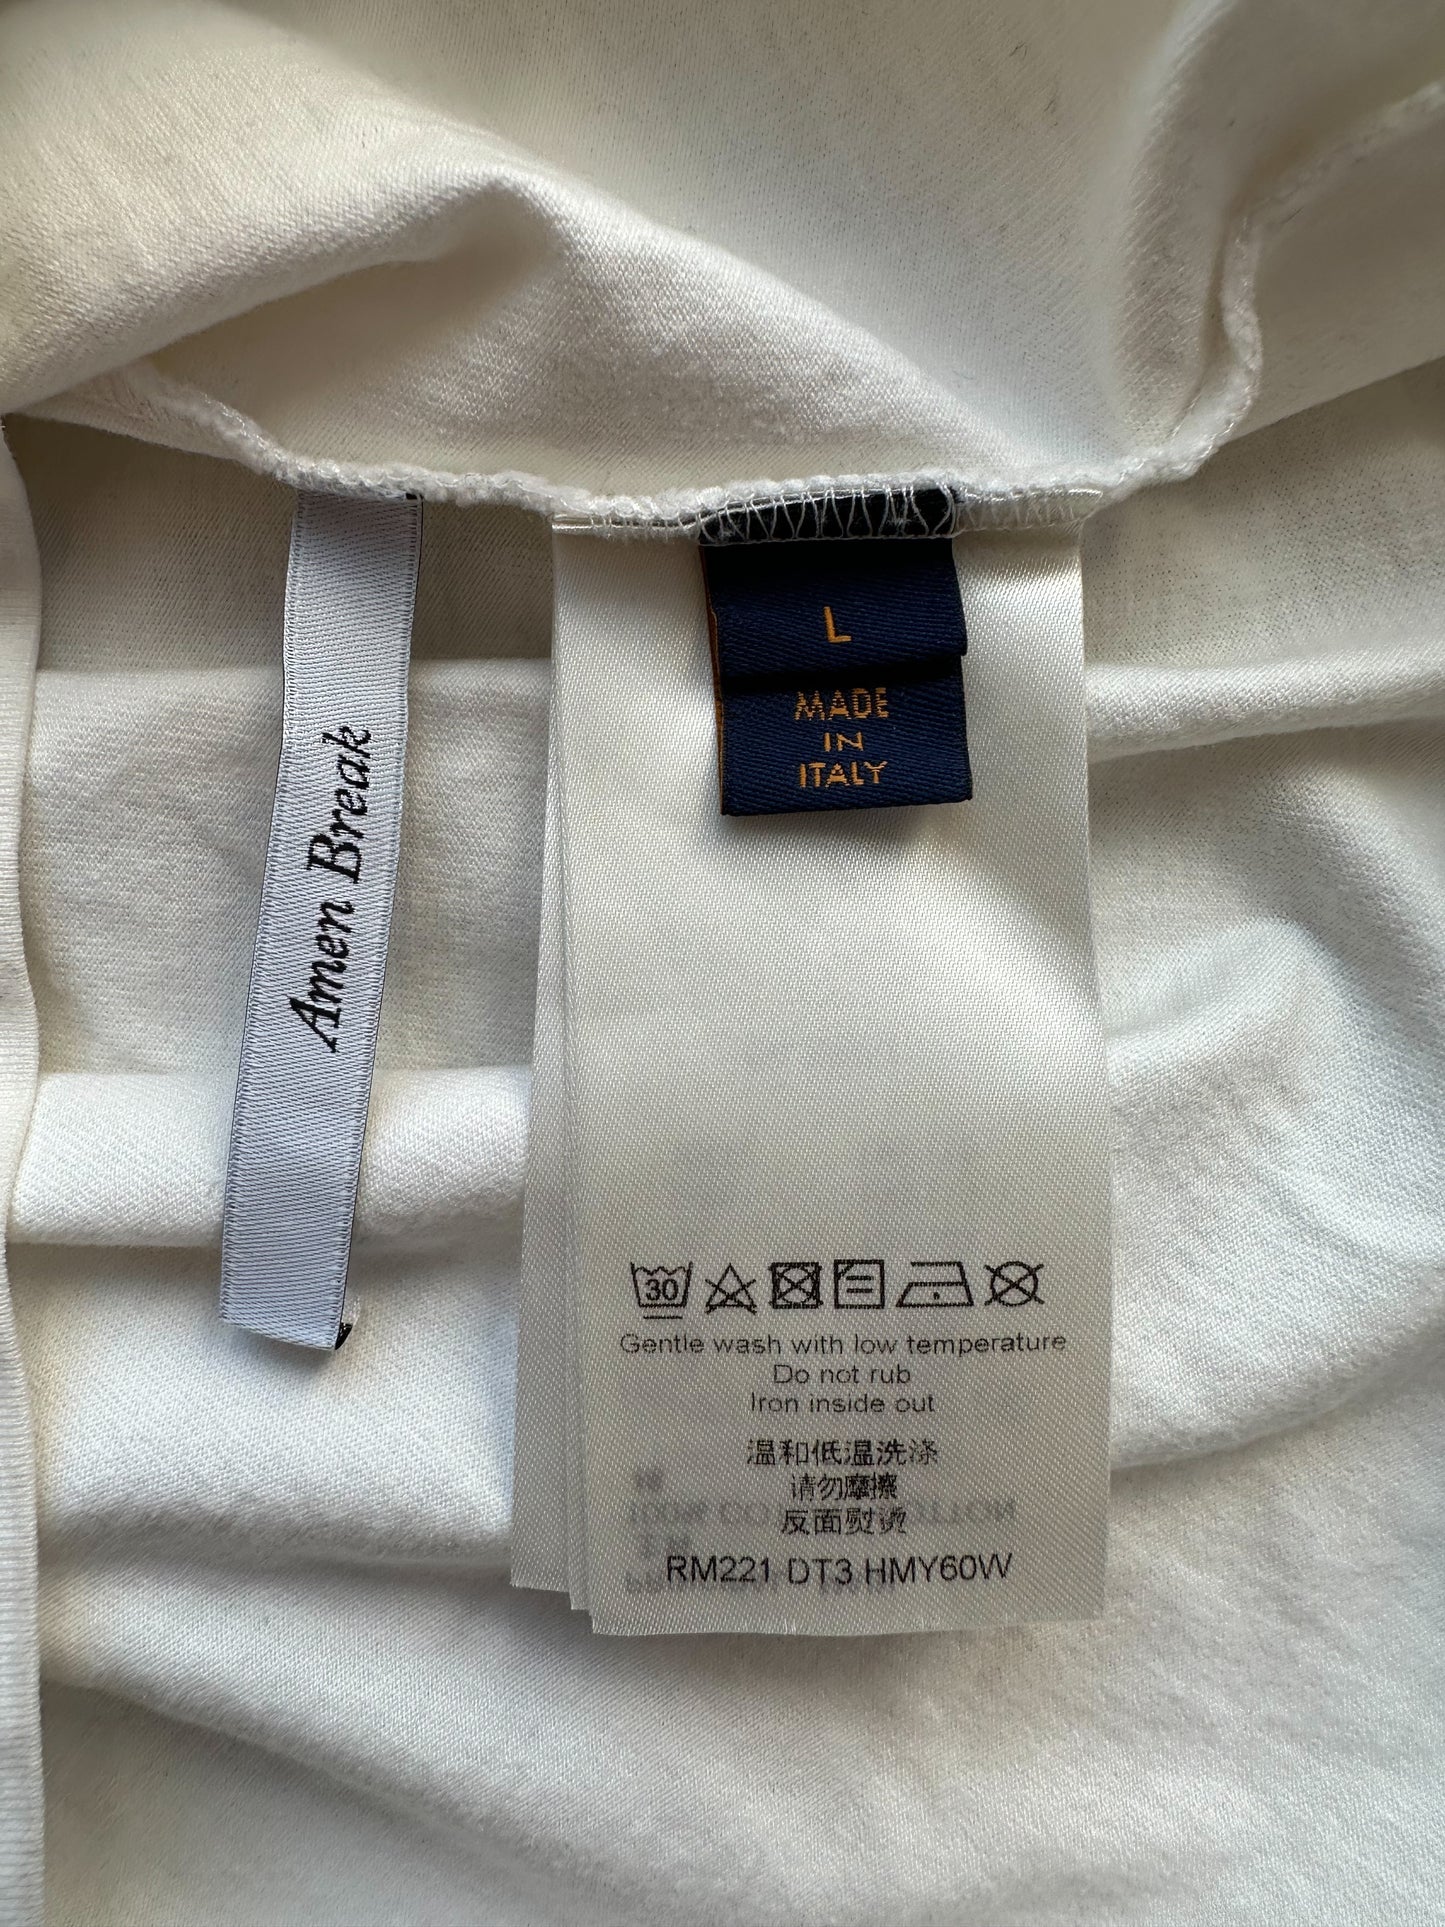 Amen Break
L
MADE
IN
ITALY
30
Gentle wash with low temperature
Do not rub
Iron inside out
温和低温洗涤
请勿摩擦
反面熨烫
RM221 DT3 HMY60W